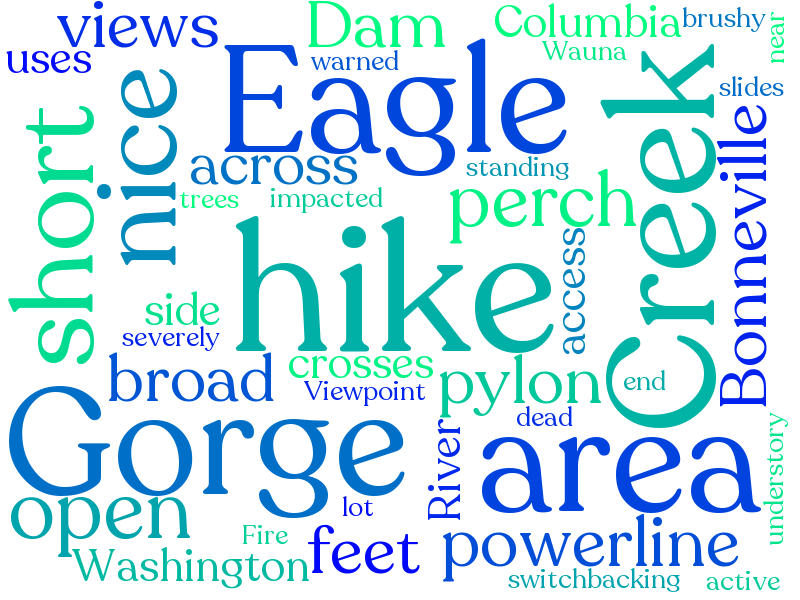 views
Dam
Columbia
brushy
near
uses
warned
Wauna
slides
Eagle
Creek
short
nice
across
standing
Bonneville
trees
impacted
perch
hike
access
side
severely
crosses
broad
Viewpoint
pylon
end
Gorge
dead
River
area
understory
open
lot
Fire
feet
powerline
Washington
switchbacking
active